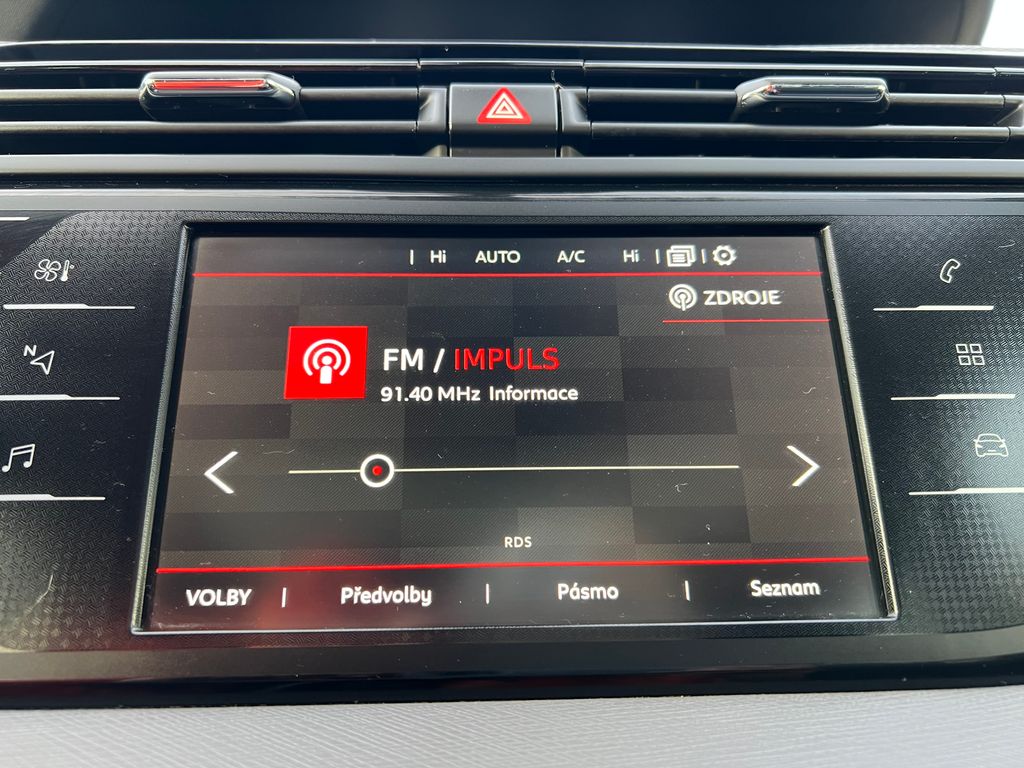 Hi AUTO A/C Hi
ZDROJE
FM / IMPULS
91.40 MHz Informace
N
RDS
VOLBY Předvolby Pásmo Seznam